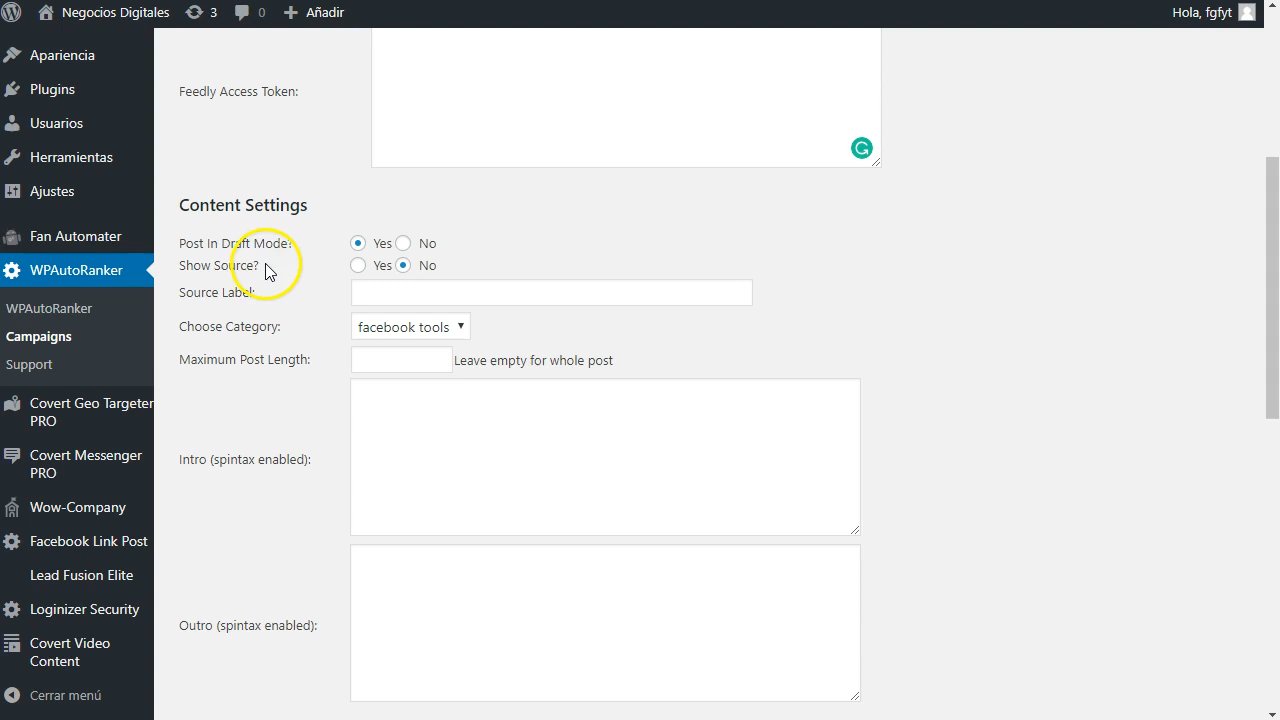 Negocios Digitales 3 0 Añadir Hola, fgfyt
Apariencia
Plugins
Usuarios
Herramientas
Ajustes
Fan Automater
WPAutoRanker
WPAutoRanker
Campaigns
Support
Covert Geo Targeter
PRO
Covert Messenger
PRO
Wow-Company
Facebook Link Post
Lead Fusion Elite
Loginizer Security
Covert Video
Content
Cerrar menú
Feedly Access Token:
Content Settings
Post In Draft Mode? Yes No
Show Source? Yes No
Source Label:
Choose Category: facebook tools
Maximum Post Length: Leave empty for whole post
Intro (spintax enabled):
Outro (spintax enabled):